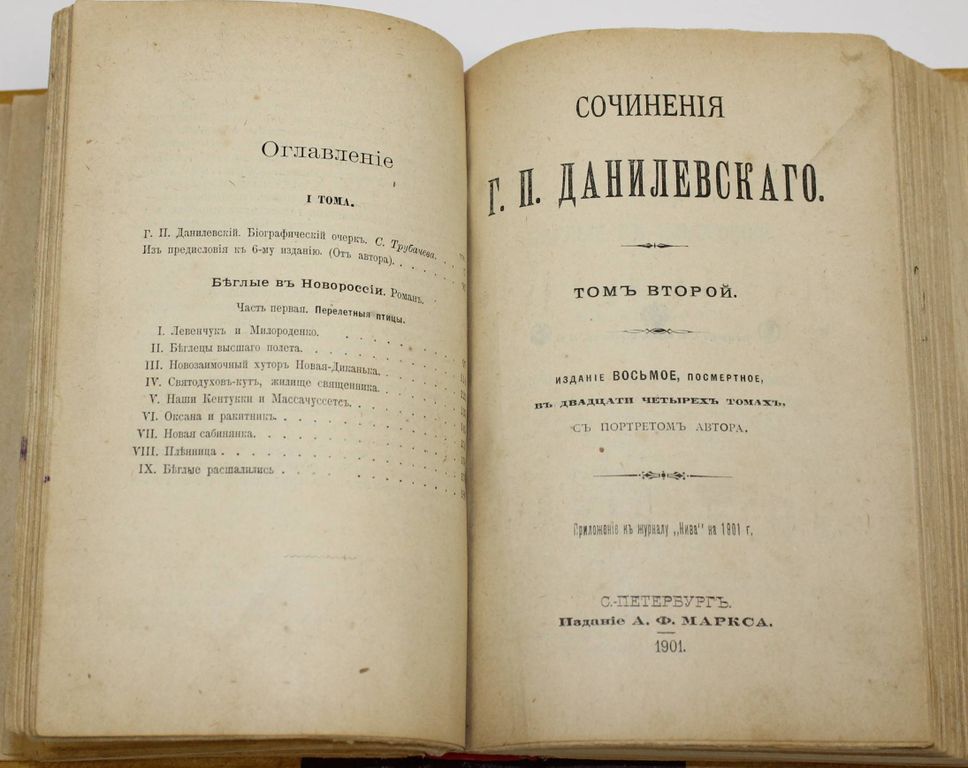 Оглавленіе
I ТОМА.
Г. П. Данилевскій. Біографическій очеркъ. С. Трубачева.
Изъ предисловія къ 6-му изданію. (Отъ автора).
Бѣглые въ Новороссіи. Романъ.
Часть первая. Перелетныя птицы.
I. Левенчукъ и Милороденко.
II. Бѣглецы высшаго полета.
III. Новозаимочный хуторъ Новая-Диканька.
IV. Святодуховъ-кут, жилище священника.
V. Наши Кентукки и Массачуссетсъ.
VI. Оксана и ракитникъ.
VII. Новая сабинянка.
VIII. Плѣнница
IX. Бѣглые расшалились
СОЧИНЕНІЯ
Г. П. ДАНИЛЕВСКАГО.
ТОМЪ ВТОРОЙ.
ИЗДАНІЕ ВОСЬМОЕ, ПОСМЕРТНОЕ,
ВЪ ДВАДЦАТИ ЧЕТЫРЕХЪ ТОМАХЪ,
СЪ ПОРТРЕТОМЪ АВТОРА.
Приложеніе къ журналу „Нива" на 1901 г.
С.-ПЕТЕРБУРГЪ.
Изданіе А. Ф. МАРКСА.
1901.